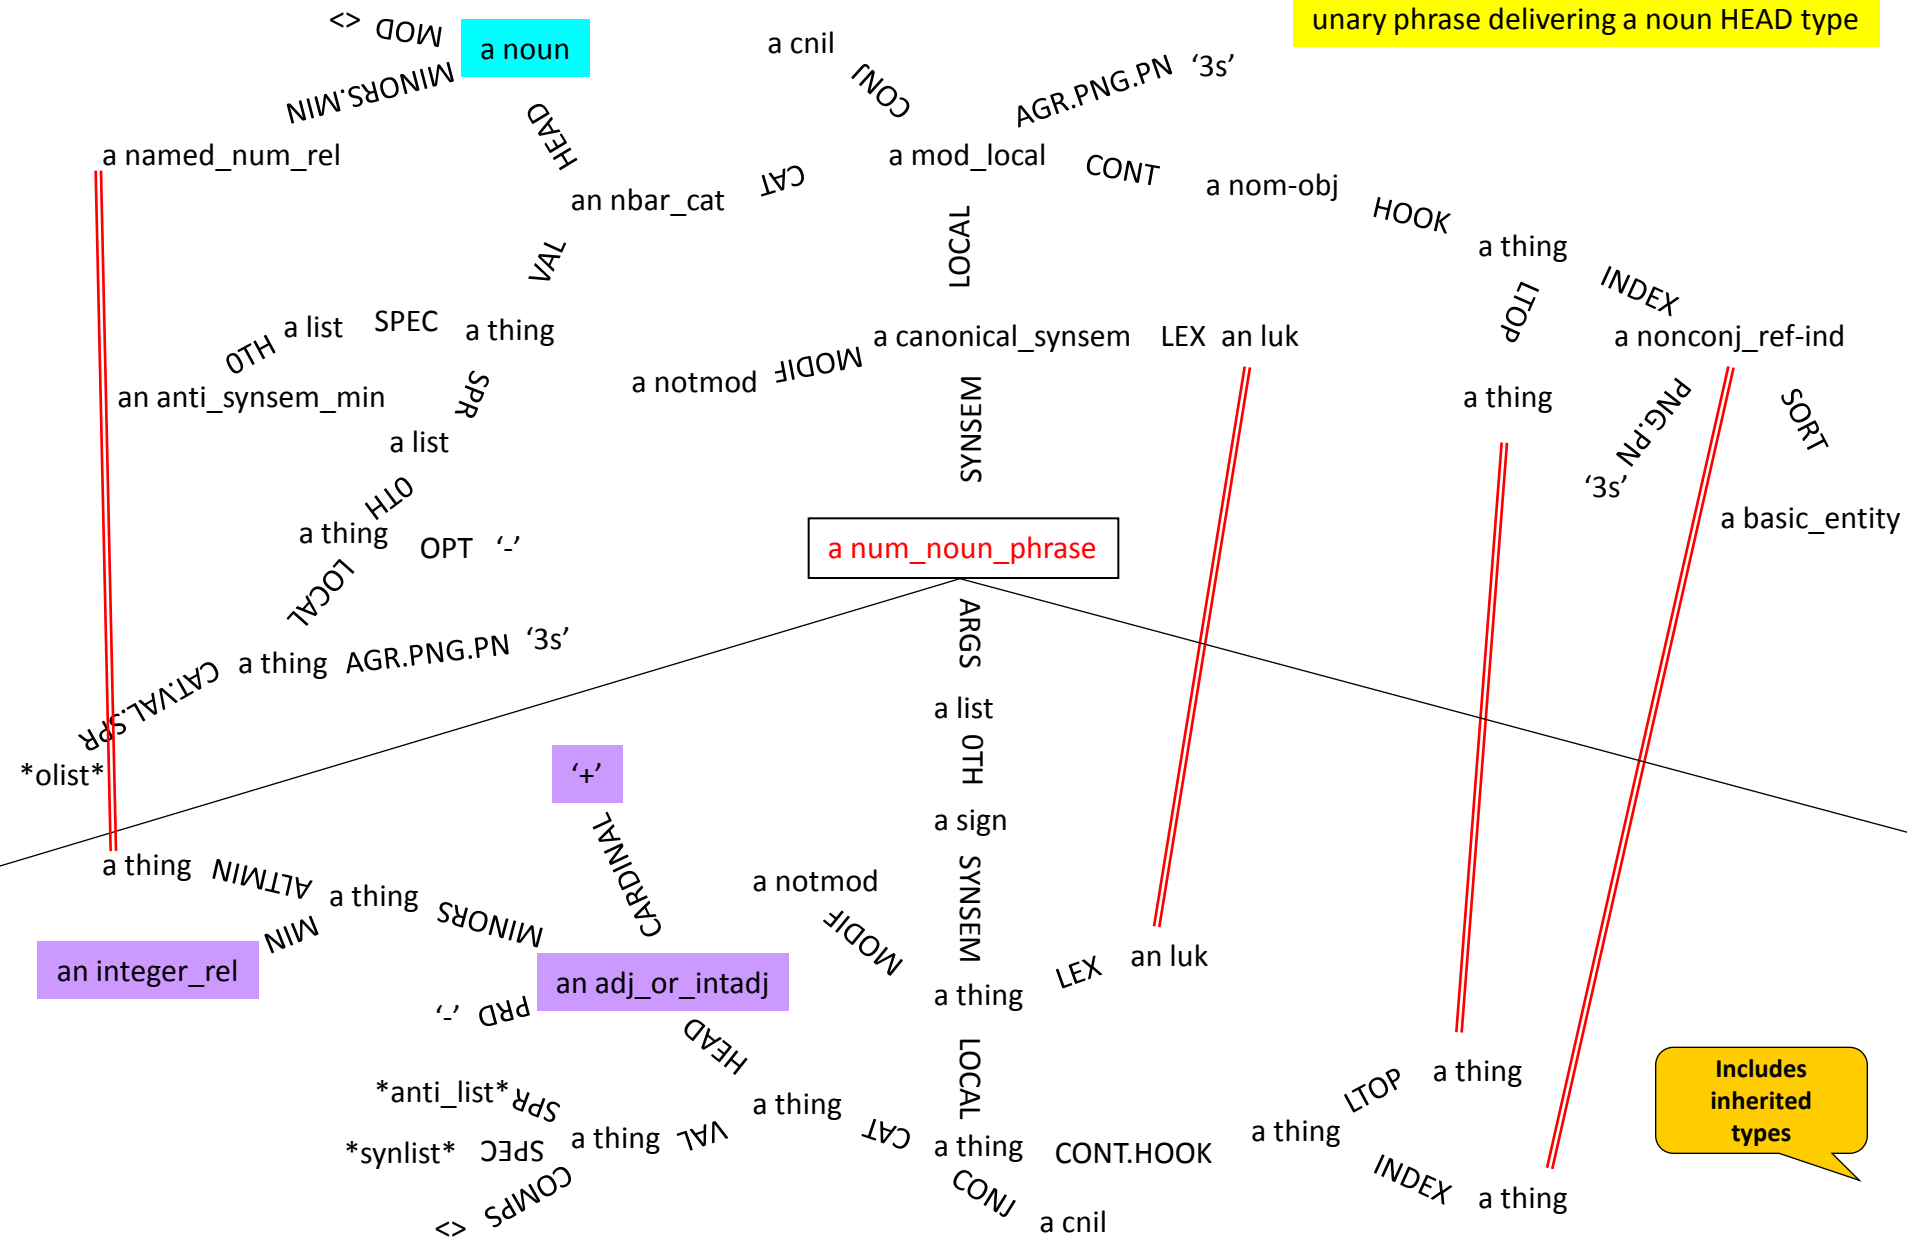 <> MOD a noun
a cnil
unary phrase delivering a noun HEAD type
MINORS.MIN
CONJ
AGR.PNG.PN ‘3s’
HEAD
a named_num_rel
a mod_local
CONT
a nom-obj
an nbar_cat
CAT
HOOK
LOCAL
a thing
VAL
INDEX
LTOP
a list SPEC a thing
0TH
a canonical_synsem LEX an luk
a nonconj_ref-ind
MODIF
a notmod
an anti_synsem_min
SPR
SYNSEM
a thing
PNG.PN
SORT
a list
0TH
‘3s’
a basic_entity
a thing OPT ‘-’
a num_noun_phrase
LOCAL
ARGS
a thing AGR.PNG.PN ‘3s’
CAT.VAL.SPR
a list
*olist*
0TH
‘+’
a sign
CARDINAL
a thing ALTMIN a thing
SYNSEM
a notmod
MINORS
MIN
MODIF
an integer_rel
an adj_or_intadj
LEX an luk
‘-’ PRD
a thing
HEAD
LOCAL
*anti_list* SPR
a thing
LTOP a thing
*synlist* SPEC a thing VAL
CAT
a thing CONT.HOOK a thing
COMPS
<>
CONJ
a cnil
INDEX a thing
Includes
inherited
types